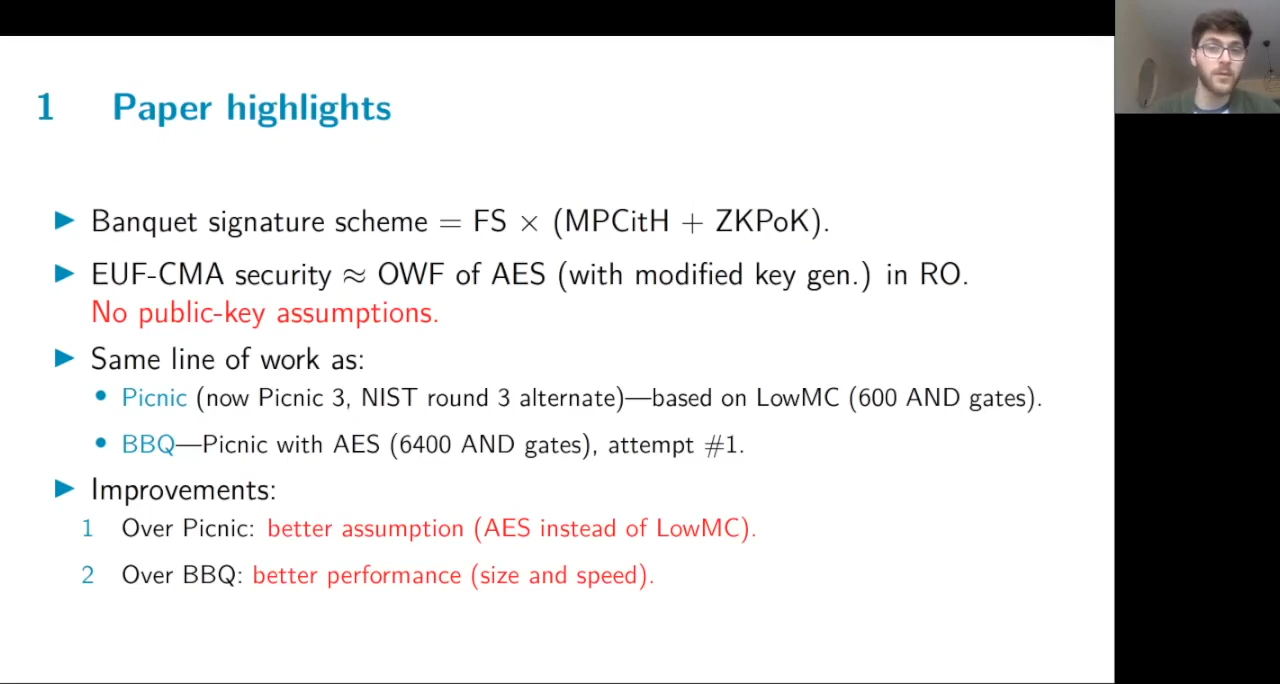 1 Paper highlights
▶ Banquet signature scheme = FS × (MPCitH + ZKPoK).
▶ EUF-CMA security ≈ OWF of AES (with modified key gen.) in RO.
No public-key assumptions.
▶ Same line of work as:
• Picnic (now Picnic 3, NIST round 3 alternate)—based on LowMC (600 AND gates).
• BBQ—Picnic with AES (6400 AND gates), attempt #1.
▶ Improvements:
1 Over Picnic: better assumption (AES instead of LowMC).
2 Over BBQ: better performance (size and speed).